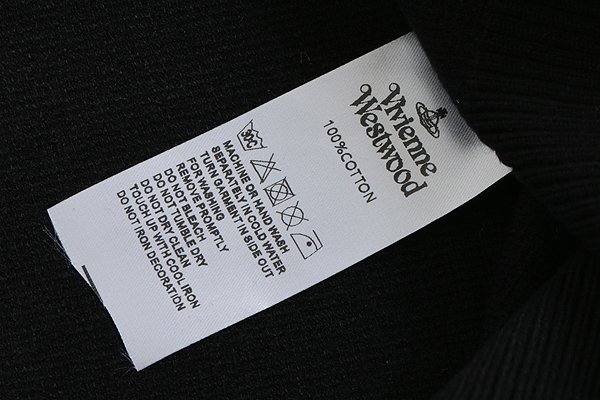 Vivienne
Westwood
100%COTTON
30C
MACHINE OR HAND WASH
SEPARATELY IN COLD WATER
TURN GARMENT IN SIDE OUT
FOR WASHING
REMOVE PROMPTLY
DO NOT BLEACH
DO NOT TUMBLE DRY
DO NOT DRY CLEAN
TOUCH UP WITH COOL IRON
DO NOT IRON DECORATION